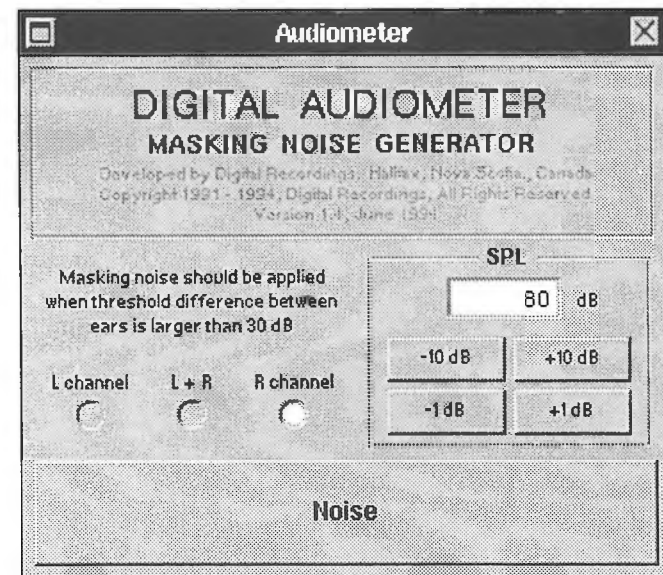 Audiometer
DIGITAL AUDIOMETER
MASKING NOISE GENERATOR
Developed by Digital Recordings, Halifax, Nova Scotia, Canada
Copyright 1991 - 1994, Digital Recordings, All Rights Reserved
Version 1.1, June 1994
Masking noise should be applied
when threshold difference between
ears is larger than 30 dB
L channel L + R R channel
SPL
80 dB
-10 dB +10 dB
-1 dB +1 dB
Noise